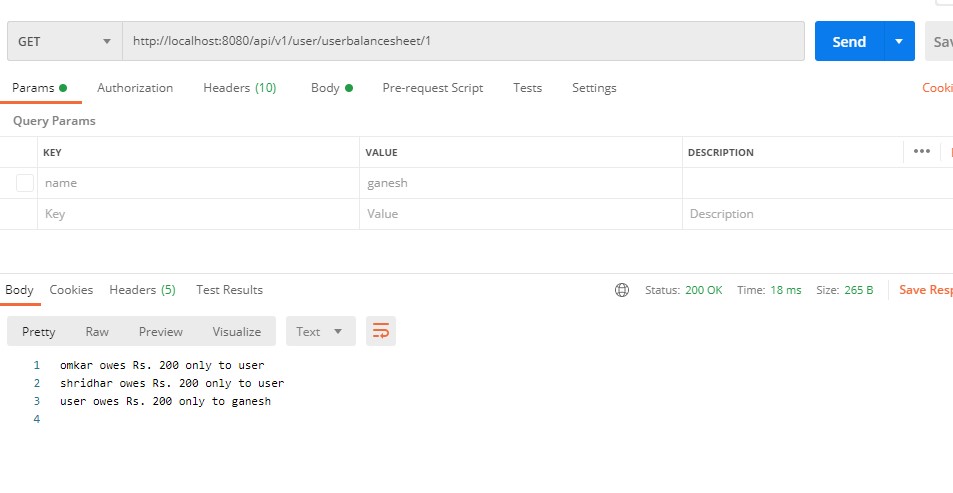 GET http://localhost:8080/api/v1/user/userbalancesheet/1 Send Sav
Params Authorization Headers (10) Body Pre-request Script Tests Settings Cooki
Query Params
KEY VALUE DESCRIPTION •••
name ganesh
Key Value Description
Body Cookies Headers (5) Test Results Status: 200 OK Time: 18 ms Size: 265 B Save Resp
Pretty Raw Preview Visualize Text
1 omkar owes Rs. 200 only to user
2 shridhar owes Rs. 200 only to user
3 user owes Rs. 200 only to ganesh
4